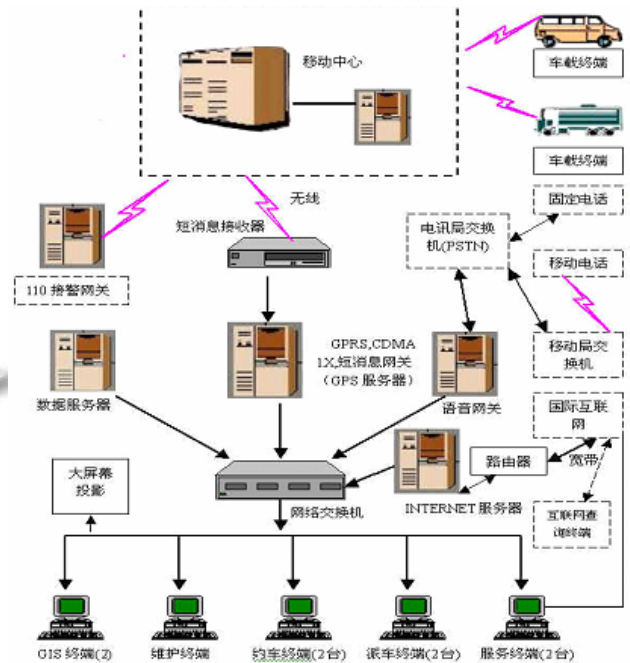 移动中心
车载终端
车载终端
无线
短消息接收器
电讯局交换
机(PSTN)
固定电话
移动电话
110 接警网关
GPRS,CDMA
1X,短消息网关
(GPS 服务器)
移动局交换
机
数据服务器
语音网关
国际互联
网
大屏幕
投影
路由器
宽带
INTERNET 服务器
网络交换机
互联网查
询终端
GIS 终端(2)
维护终端
约车终端(2台)
派车终端(2台)
服务终端(2台)